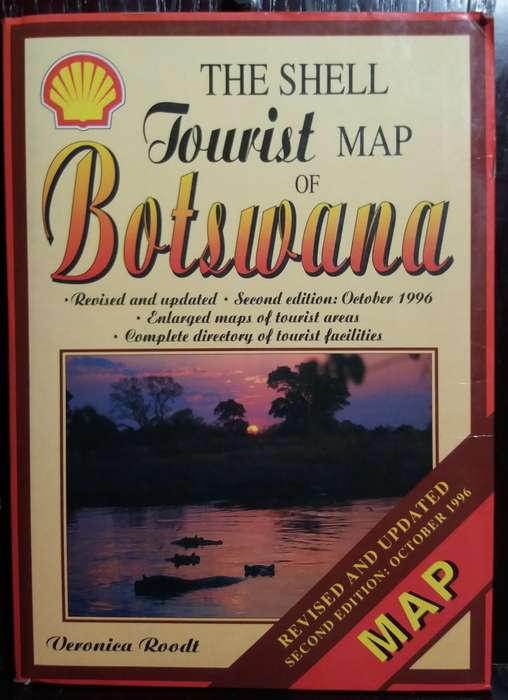 THE SHELL
Tourist MAP
OF
Botswana
· Revised and updated · Second edition: October 1996
· Enlarged maps of tourist areas
· Complete directory of tourist facilities
REVISED AND UPDATED
SECOND EDITION: OCTOBER 1996
MAP
Veronica Roodt